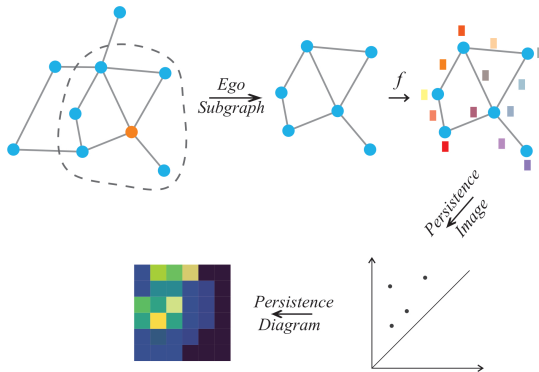 Ego
Subgraph
f
Persistence
Image
Persistence
Diagram